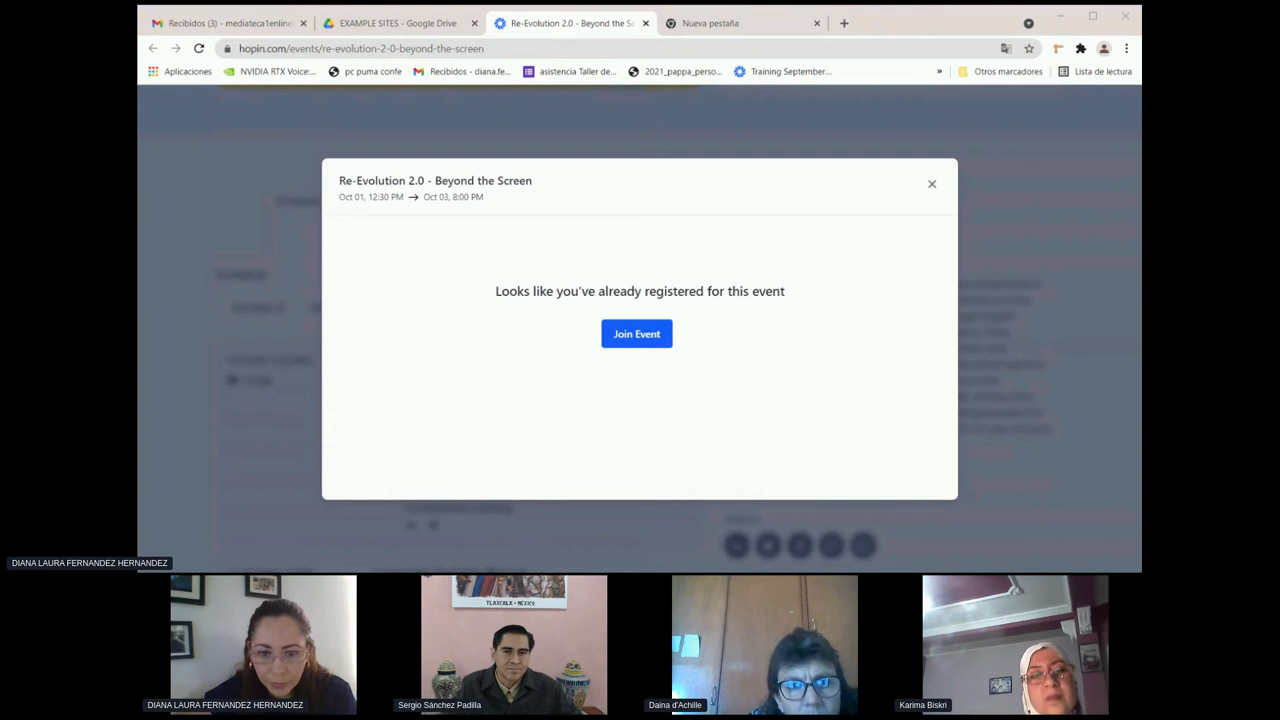 Recibidos (3) - mediateca1enline
EXAMPLE SITES - Google Drive
Re-Evolution 2.0 - Beyond the Sc
Nueva pestaña
hopin.com/events/re-evolution-2-0-beyond-the-screen
Aplicaciones
NVIDIA RTX Voice:...
pc puma confe
Recibidos - diana.fe...
asistencia Taller de...
2021_pappa_perso...
Training September...
»
Otros marcadores
Lista de lectura
Re-Evolution 2.0 - Beyond the Screen
Oct 01, 12:30 PM → Oct 03, 8:00 PM
Looks like you've already registered for this event
Join Event
DIANA LAURA FERNANDEZ HERNANDEZ
TLAXCALA • MÉXICO
DIANA LAURA FERNANDEZ HERNANDEZ
Sergio Sánchez Padilla
Daina d'Achille
Karima Biskri